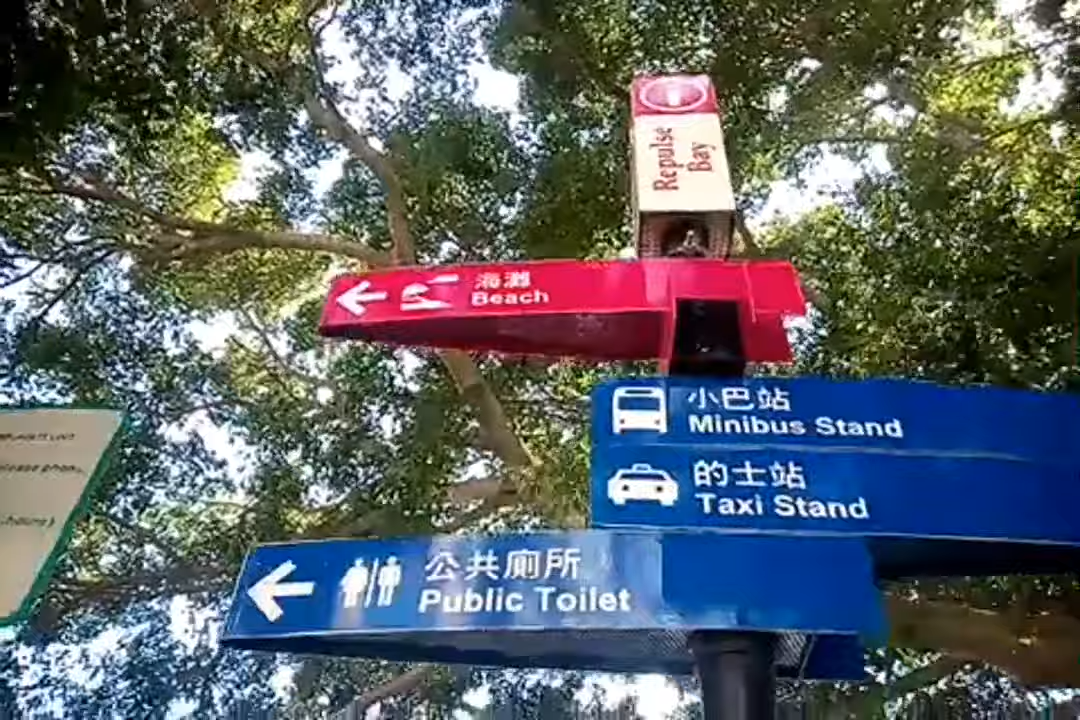 Repulse
Bay
海灘
Beach
小巴站
Minibus Stand
的士站
Taxi Stand
公共廁所
Public Toilet